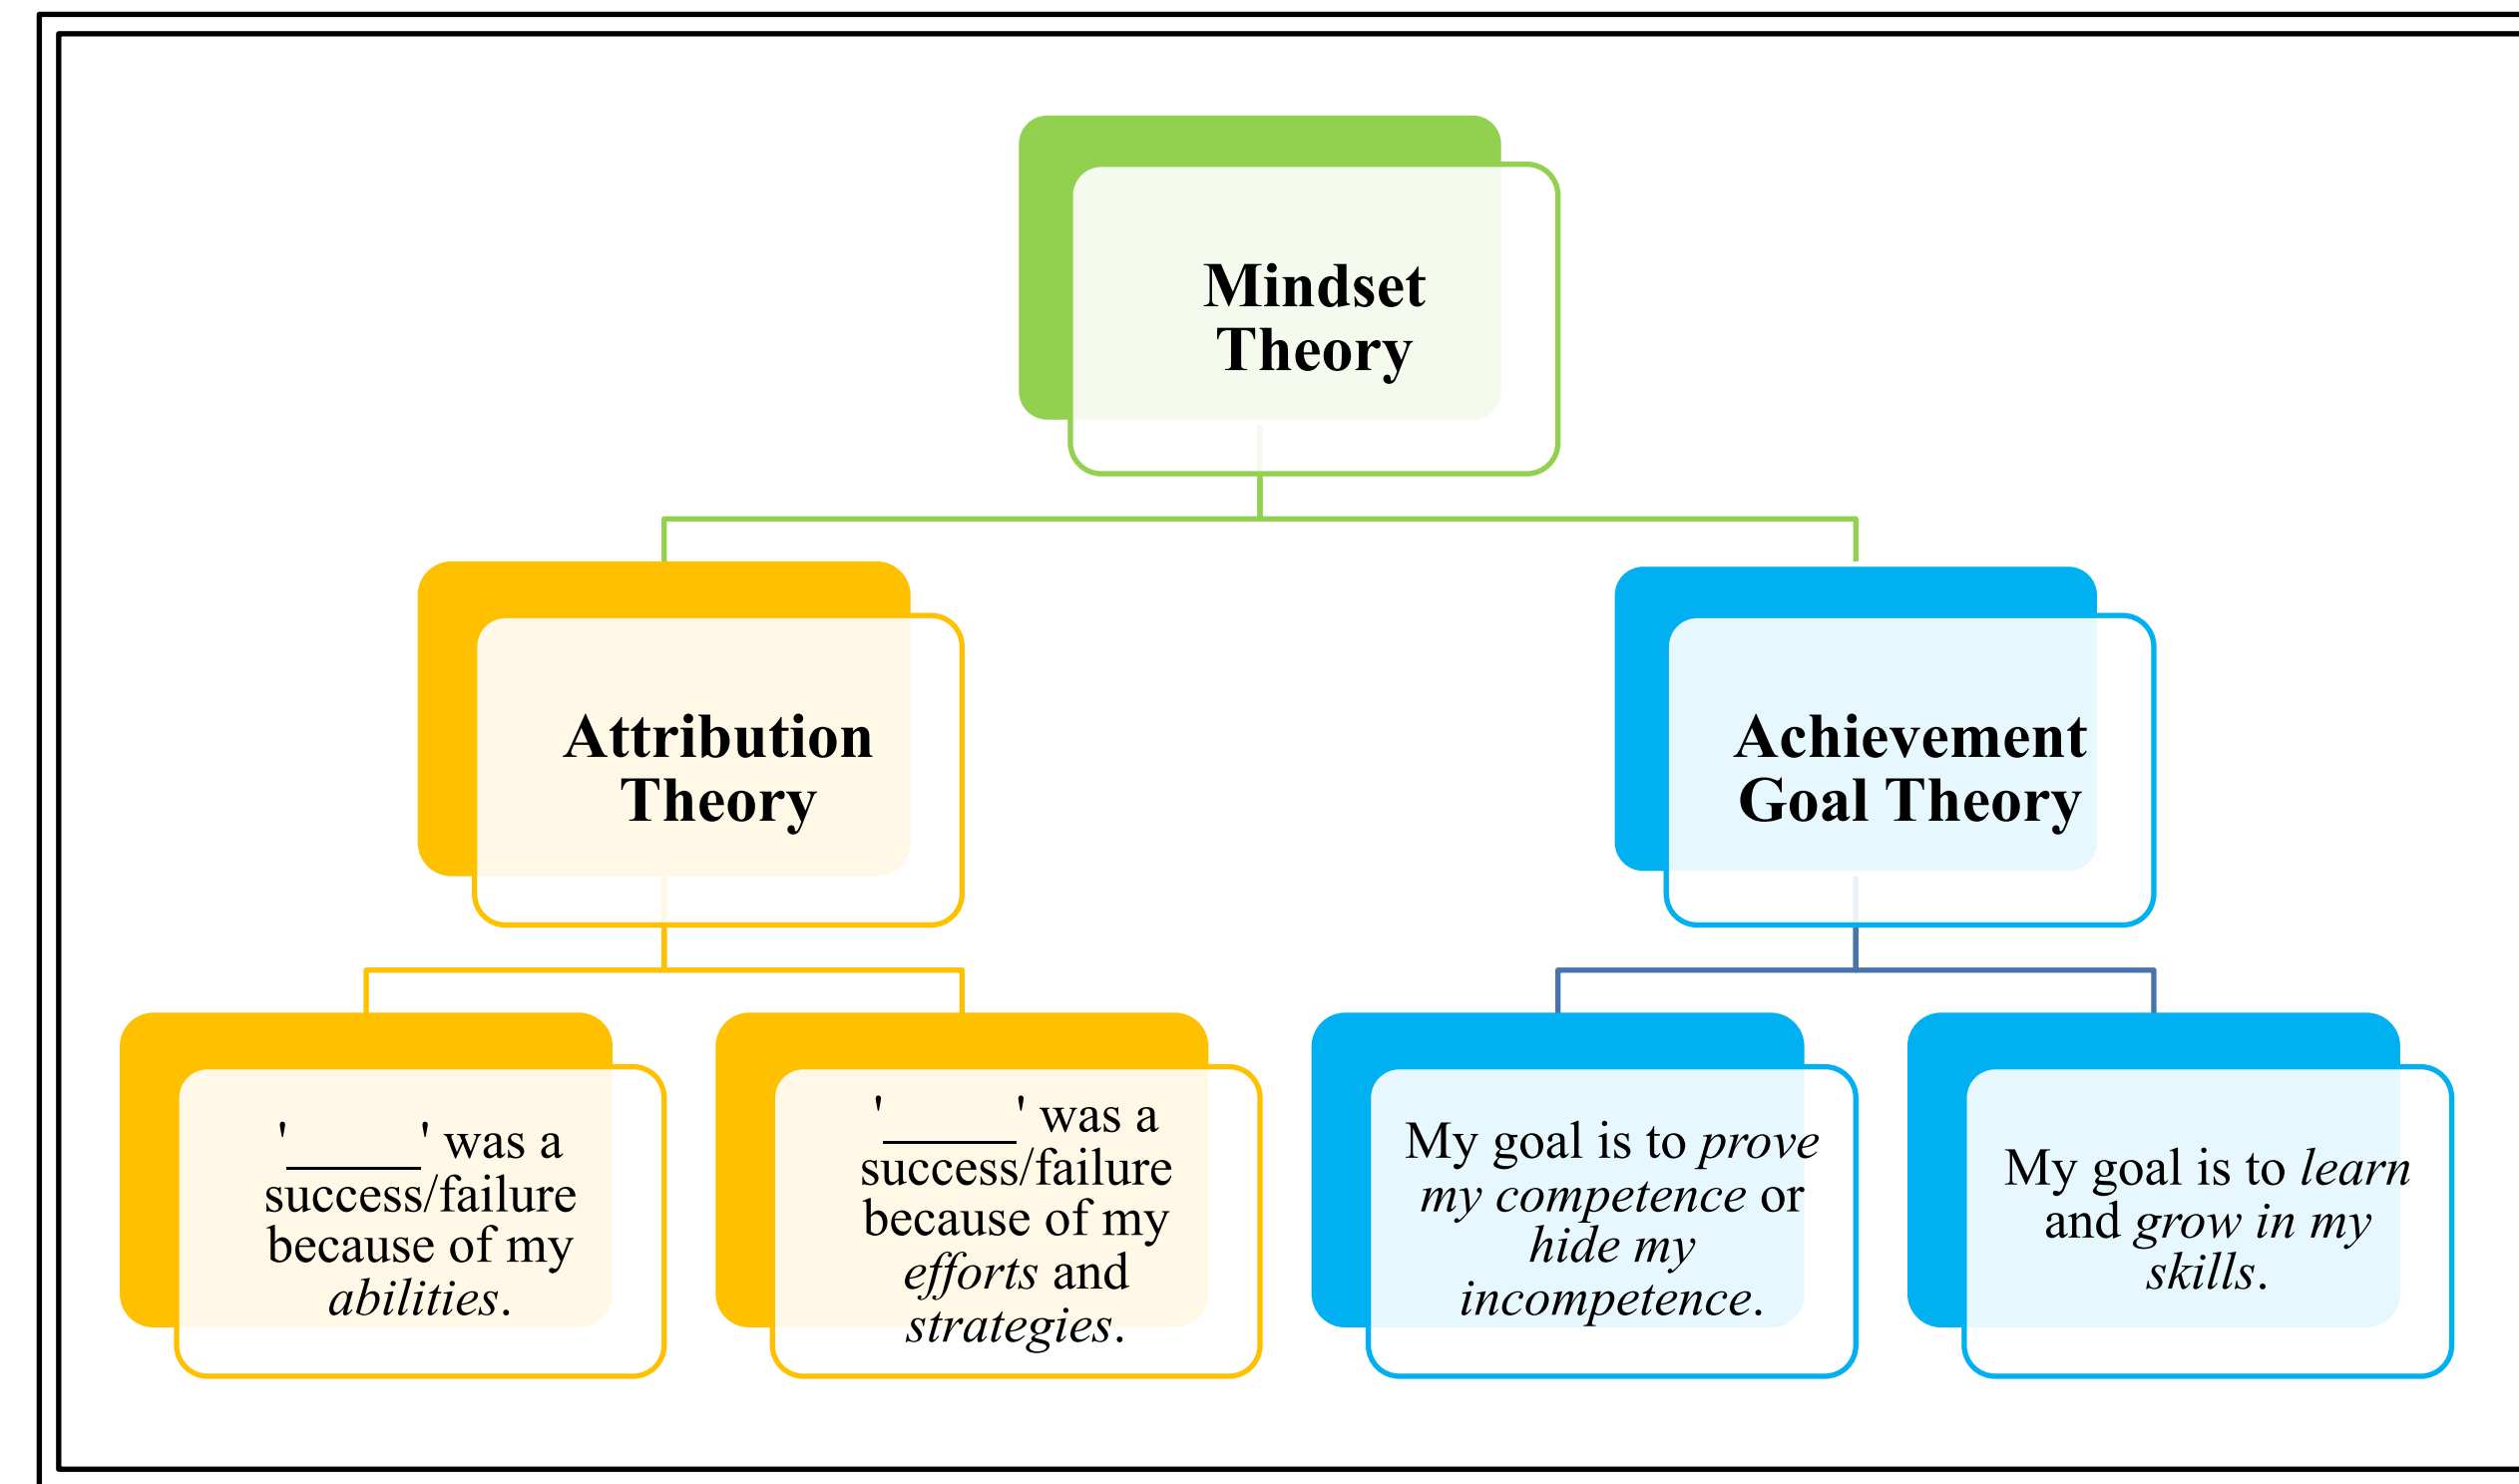 Mindset
Theory
Attribution
Theory
Achievement
Goal Theory
'_____' was a
success/failure
because of my
abilities.
'_____' was a
success/failure
because of my
efforts and
strategies.
My goal is to prove
my competence or
hide my
incompetence.
My goal is to learn
and grow in my
skills.